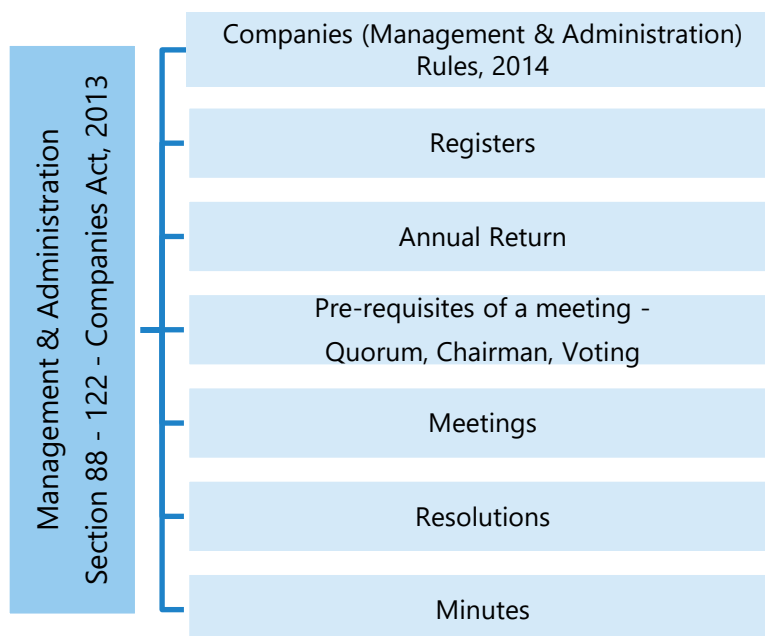 Management & Administration
Section 88 - 122 - Companies Act, 2013
Companies (Management & Administration)
Rules, 2014
Registers
Annual Return
Pre-requisites of a meeting -
Quorum, Chairman, Voting
Meetings
Resolutions
Minutes